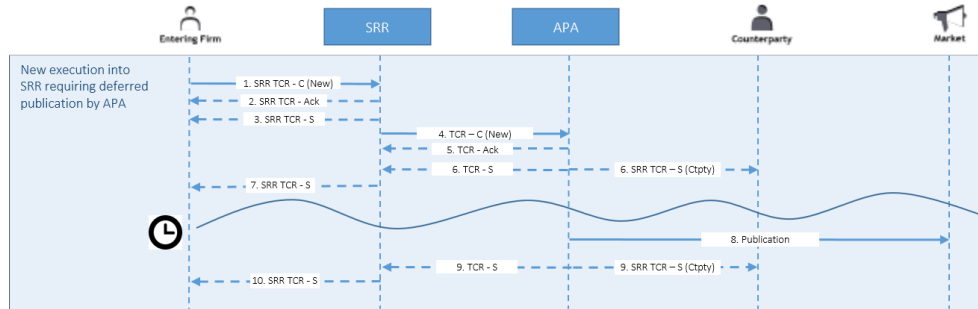 Entering Firm
SRR
APA
Counterparty
Market
New execution into
SRR requiring deferred
publication by APA
1. SRR TCR - C (New)
2. SRR TCR - Ack
3. SRR TCR - S
4. TCR – C (New)
5. TCR - Ack
6. TCR - S
6. SRR TCR – S (Ctpty)
7. SRR TCR - S
8. Publication
9. TCR - S
9. SRR TCR – S (Ctpty)
10. SRR TCR - S